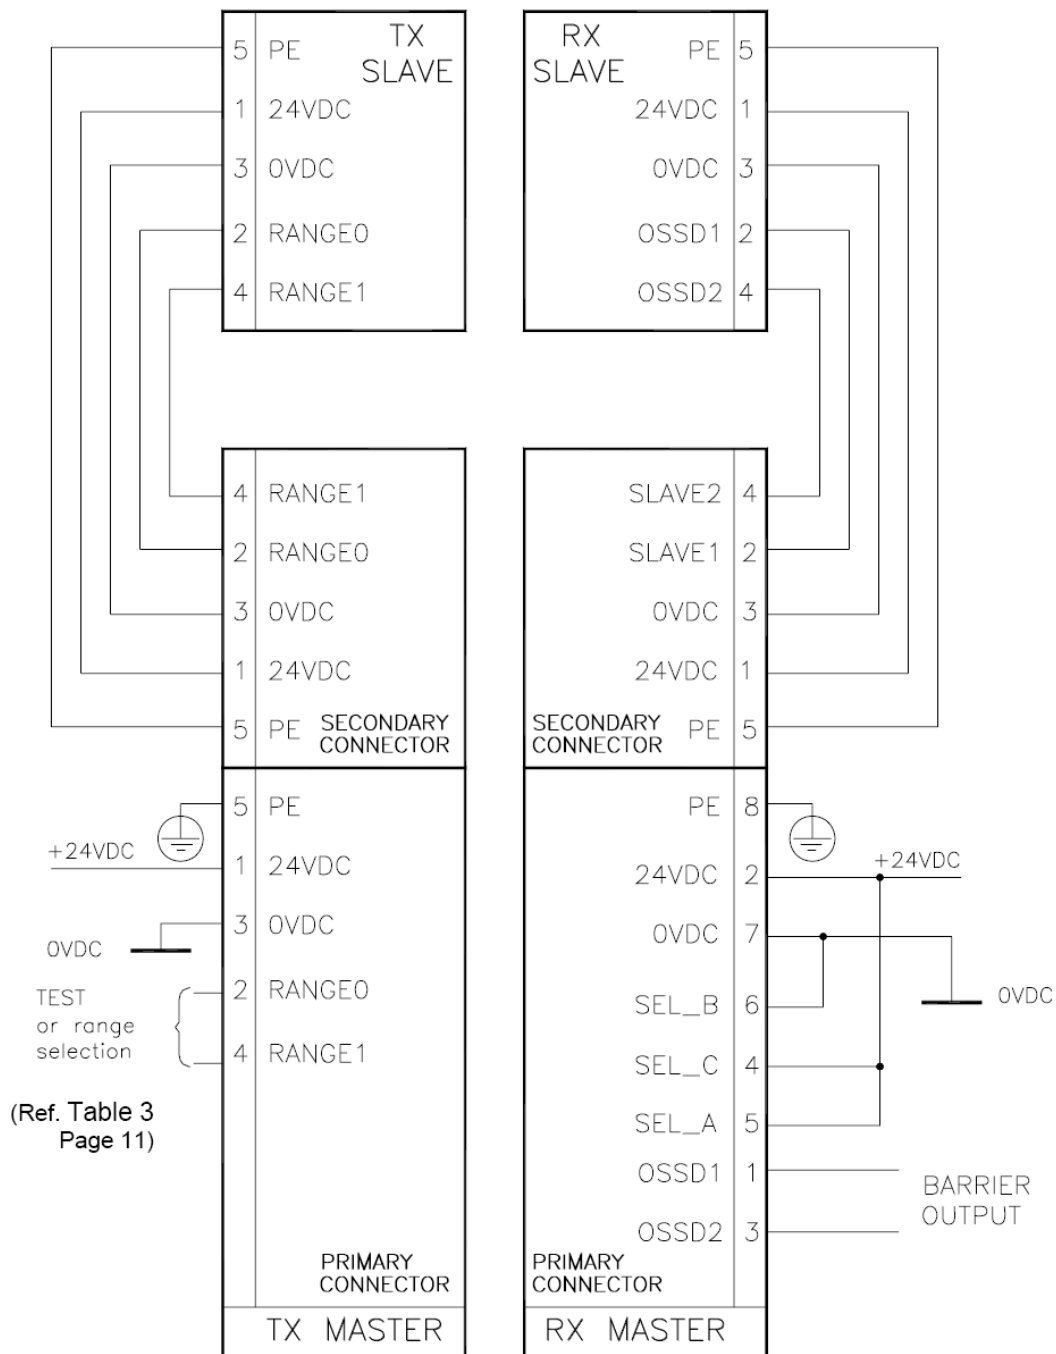 TX
SLAVE
5 PE
1 24VDC
3 0VDC
2 RANGE0
4 RANGE1
RX
SLAVE
PE 5
24VDC 1
0VDC 3
OSSD1 2
OSSD2 4
4 RANGE1
2 RANGE0
3 0VDC
1 24VDC
5 PE
SECONDARY
CONNECTOR
SLAVE2 4
SLAVE1 2
0VDC 3
24VDC 1
PE 5
SECONDARY
CONNECTOR
5 PE
+24VDC
1 24VDC
3 0VDC
0VDC
2 RANGE0
4 RANGE1
TEST
or range
selection
(Ref. Table 3
Page 11)
PRIMARY
CONNECTOR
TX MASTER
PE 8
24VDC 2
+24VDC
0VDC 7
0VDC
SEL_B 6
SEL_C 4
SEL_A 5
OSSD1 1
OSSD2 3
BARRIER
OUTPUT
PRIMARY
CONNECTOR
RX MASTER